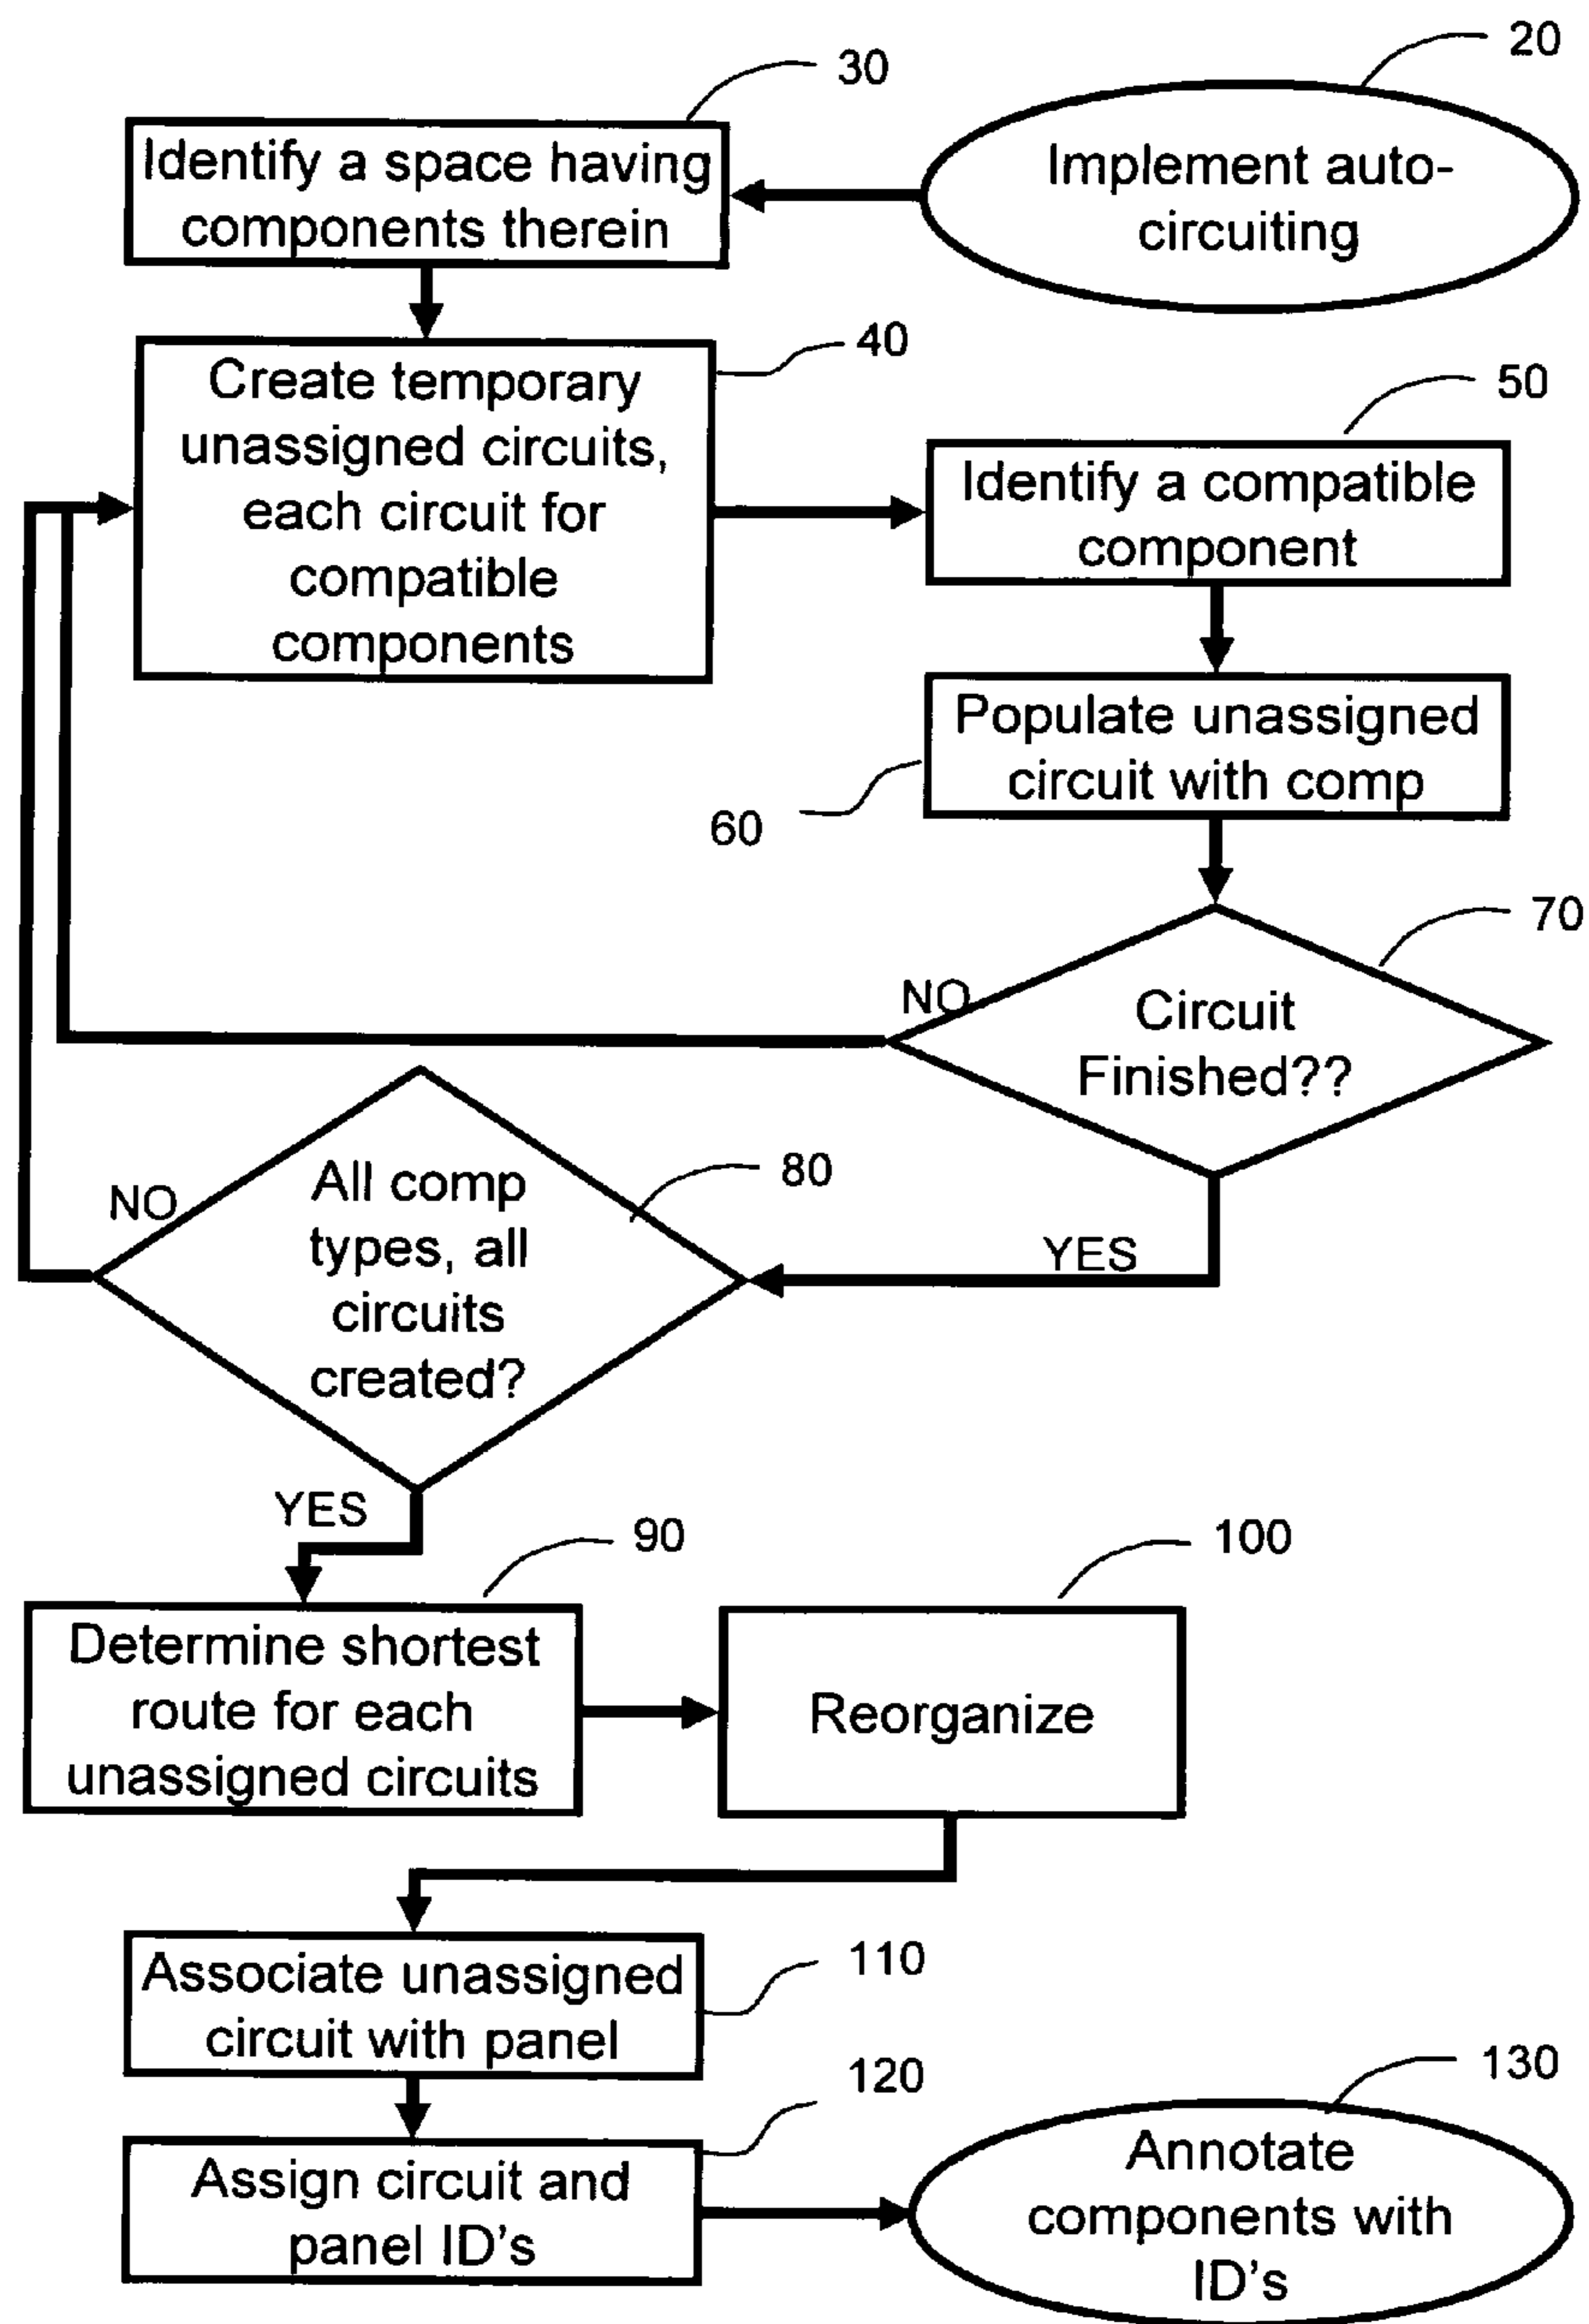 20
30
Implement auto-
circuiting
Identify a space having
components therein
40
Create temporary
unassigned circuits,
each circuit for
compatible
components
50
Identify a compatible
component
Populate unassigned
circuit with comp
60
70
NO
Circuit
Finished??
80
NO
All comp
types, all
circuits
created?
YES
YES
90
100
Determine shortest
route for each
unassigned circuits
Reorganize
110
Associate unassigned
circuit with panel
120
130
Assign circuit and
panel ID's
Annotate
components with
ID's